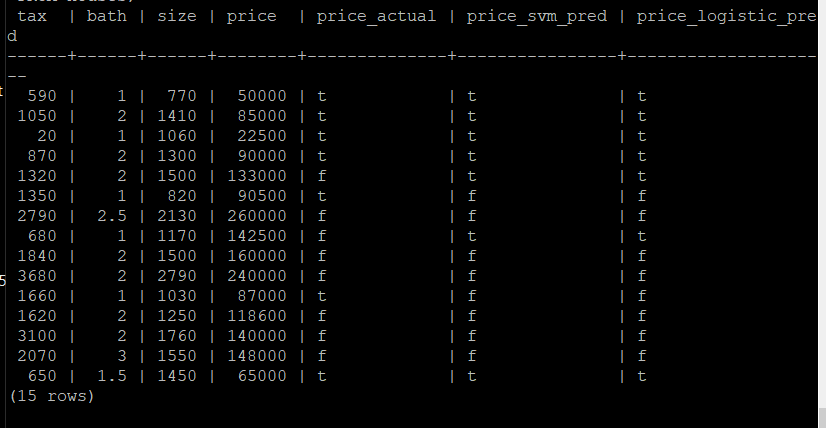 tax  | bath | size | price  | price_actual | price_svm_pred | price_logistic_pre
d
------+------+------+--------+--------------+----------------+-------------------
--
  590 |    1 |  770 |  50000 | t            | t              | t
 1050 |    2 | 1410 |  85000 | t            | t              | t
   20 |    1 | 1060 |  22500 | t            | t              | t
  870 |    2 | 1300 |  90000 | t            | t              | t
 1320 |    2 | 1500 | 133000 | f            | t              | t
 1350 |    1 |  820 |  90500 | t            | f              | f
 2790 |  2.5 | 2130 | 260000 | f            | f              | f
  680 |    1 | 1170 | 142500 | f            | t              | t
 1840 |    2 | 1500 | 160000 | f            | f              | f
 3680 |    2 | 2790 | 240000 | f            | f              | f
 1660 |    1 | 1030 |  87000 | t            | f              | f
 1620 |    2 | 1250 | 118600 | f            | f              | f
 3100 |    2 | 1760 | 140000 | f            | f              | f
 2070 |    3 | 1550 | 148000 | f            | f              | f
  650 |  1.5 | 1450 |  65000 | t            | t              | t
(15 rows)